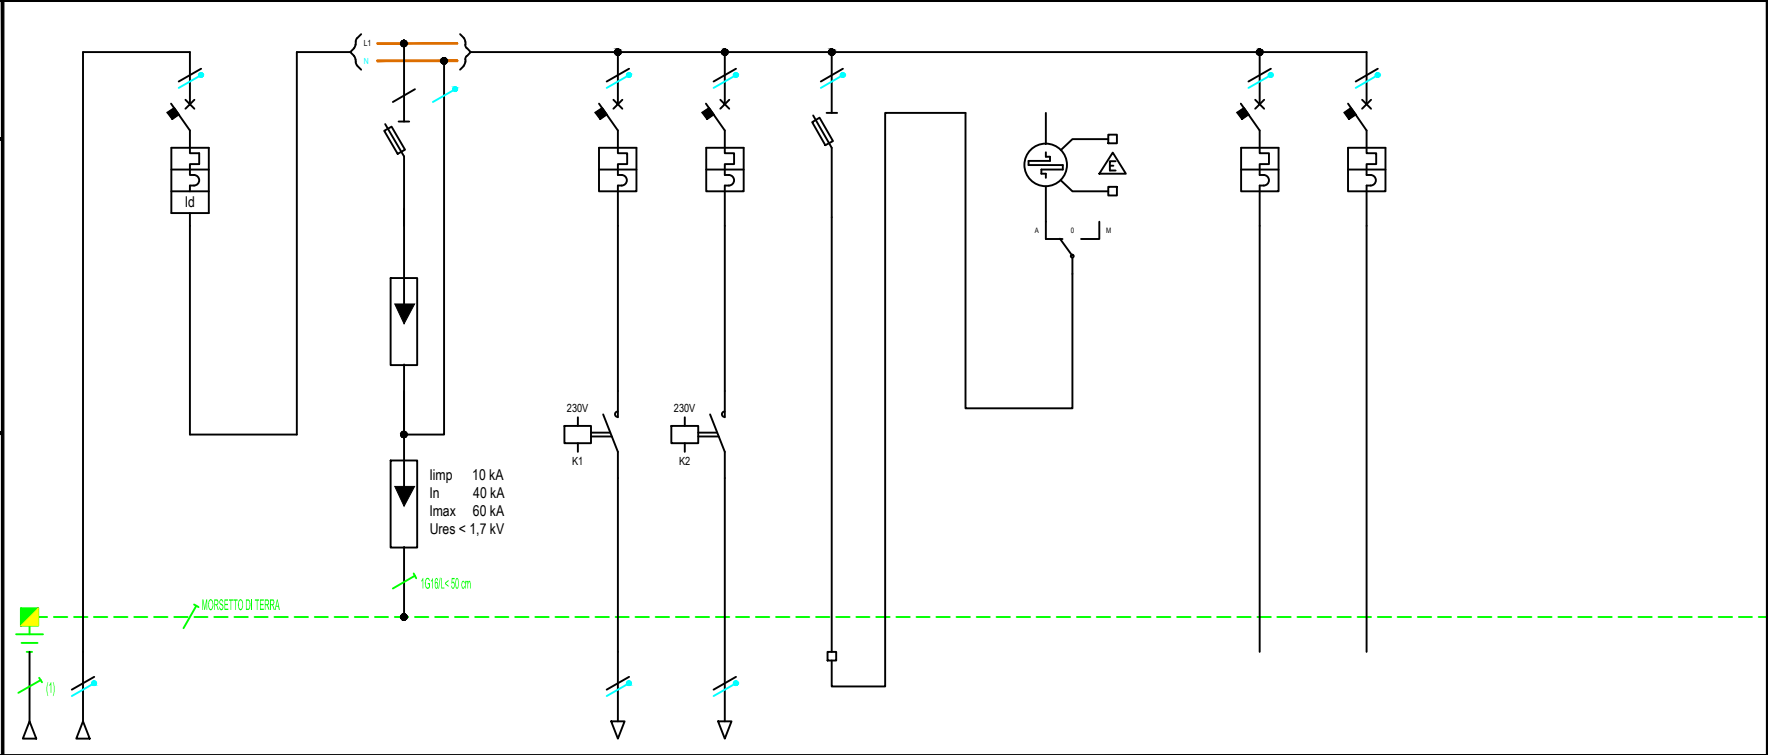 L1
N
Id
E
A 0 M
230V
K1
230V
K2
Iimp 10 kA
In 40 kA
Imax 60 kA
Ures < 1,7 kV
1G16/L< 50 cm
MORSETTO DI TERRA
(1)